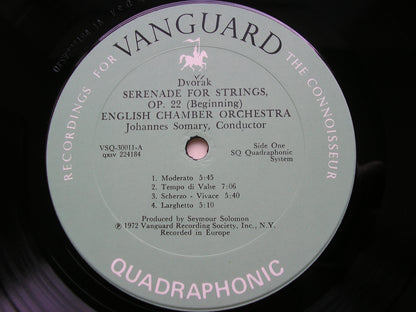 RECORDINGS FOR VANGUARD THE CONNOISSEUR
Dvořák
SERENADE FOR STRINGS,
OP. 22 (Beginning)
ENGLISH CHAMBER ORCHESTRA
Johannes Somary, Conductor
VSQ-30011-A
qxsv 224184
Side One
SQ Quadraphonic
System
1. Moderato 5:45
2. Tempo di Valse 7:06
3. Scherzo - Vivace 5:40
4. Larghetto 5:10
Produced by Seymour Solomon
℗ 1972 Vanguard Recording Society, Inc., N.Y.
Recorded in Europe
QUADRAPHONIC